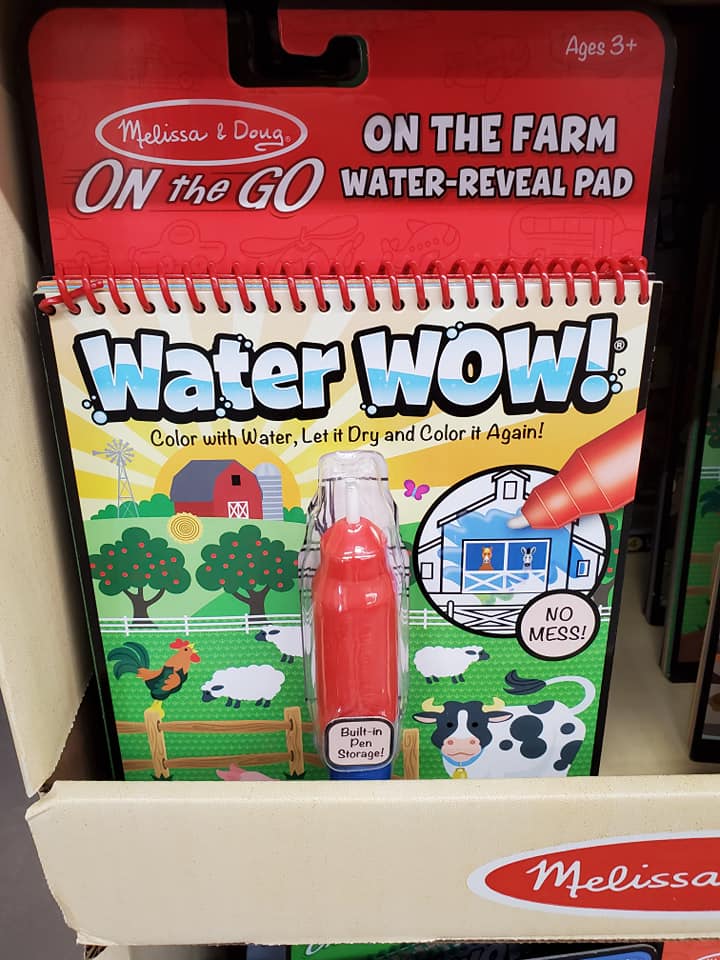 Ages 3+
Melissa & Doug®
ON the GO
ON THE FARM
WATER-REVEAL PAD
Water WOW!®
Color with Water, Let it Dry and Color it Again!
NO
MESS!
Built-in
Pen
Storage!
Melissa